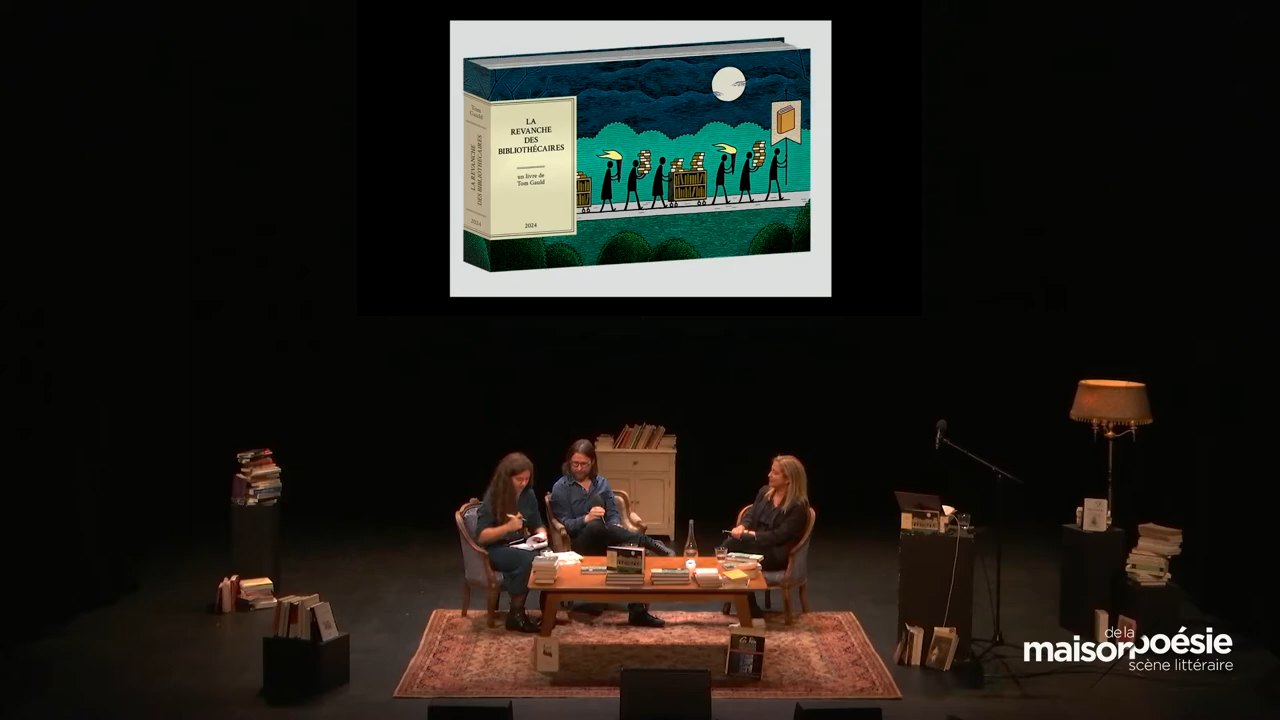 LA
REVANCHE
DES
BIBLIOTHÉCAIRES
un livre de
Tom Gauld
2024
Tom
Gauld
LA REVANCHE
DES BIBLIOTHÉCAIRES
2024
maison de la poésie
scène littéraire